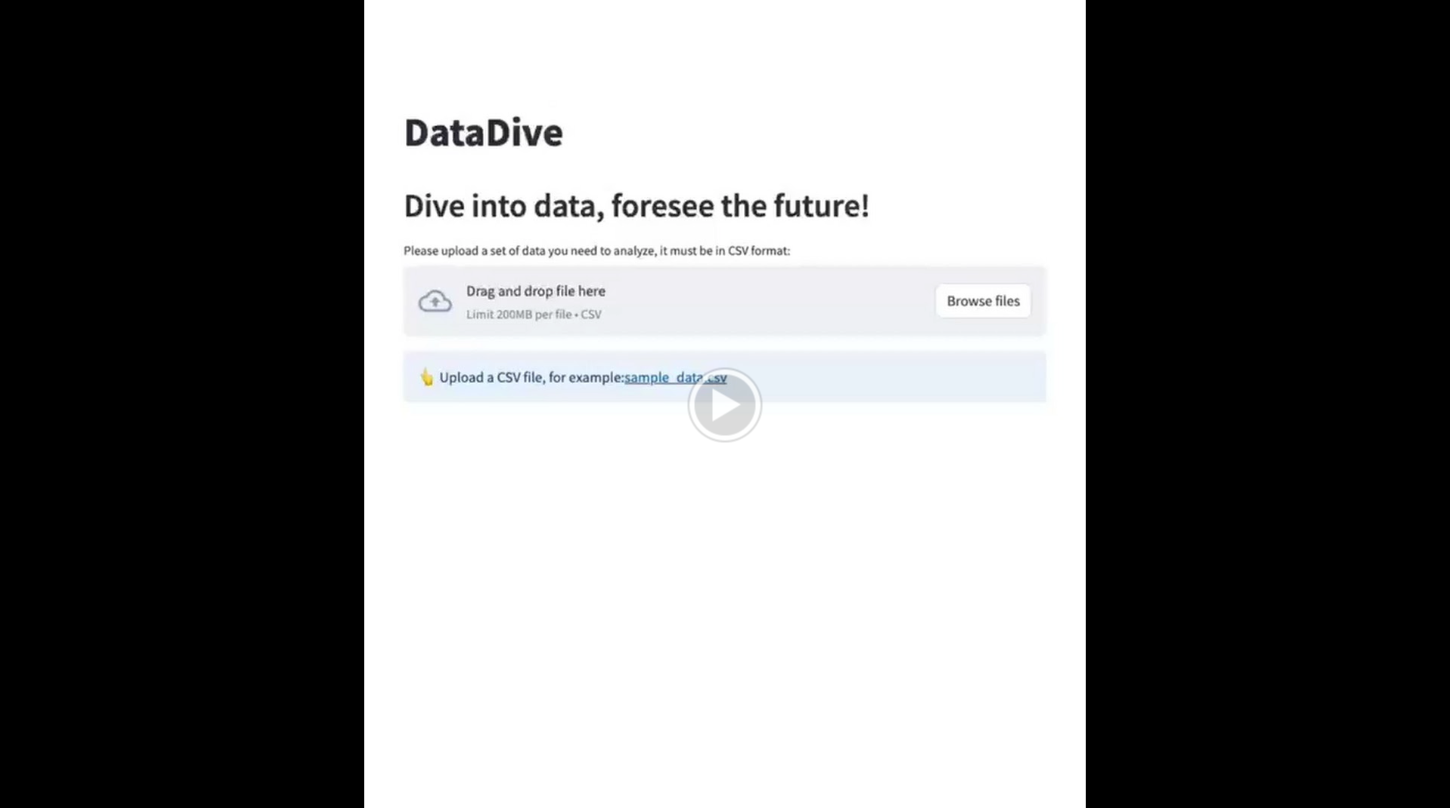 DataDive
Dive into data, foresee the future!
Please upload a set of data you need to analyze, it must be in CSV format:
Drag and drop file here
Limit 200MB per file • CSV
Browse files
👆 Upload a CSV file, for example:sample_data.csv